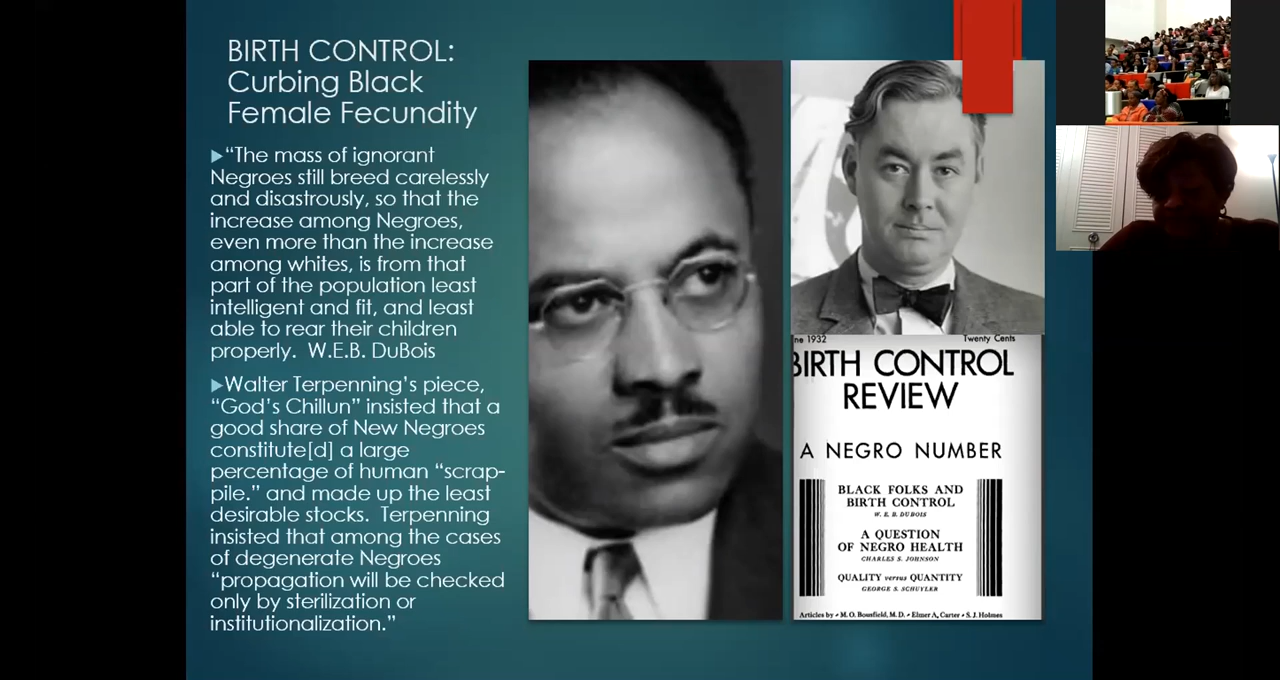 BIRTH CONTROL:
Curbing Black
Female Fecundity
“The mass of ignorant
Negroes still breed carelessly
and disastrously, so that the
increase among Negroes,
even more than the increase
among whites, is from that
part of the population least
intelligent and fit, and least
able to rear their children
properly. W.E.B. DuBois
Walter Terpenning’s piece,
“God’s Chillun” insisted that a
good share of New Negroes
constitute[d] a large
percentage of human “scrap-
pile.” and made up the least
desirable stocks. Terpenning
insisted that among the cases
of degenerate Negroes
“propagation will be checked
only by sterilization or
institutionalization.”
ne 1932 Twenty Cents
BIRTH CONTROL
REVIEW
A NEGRO NUMBER
BLACK FOLKS AND
BIRTH CONTROL
W. E. B. DUBOIS
A QUESTION
OF NEGRO HEALTH
CHARLES S. JOHNSON
QUALITY versus QUANTITY
GEORGE S. SCHUYLER
Articles by • M. O. Bousfield, M. D. • Elmer A. Carter • S. J. Holmes